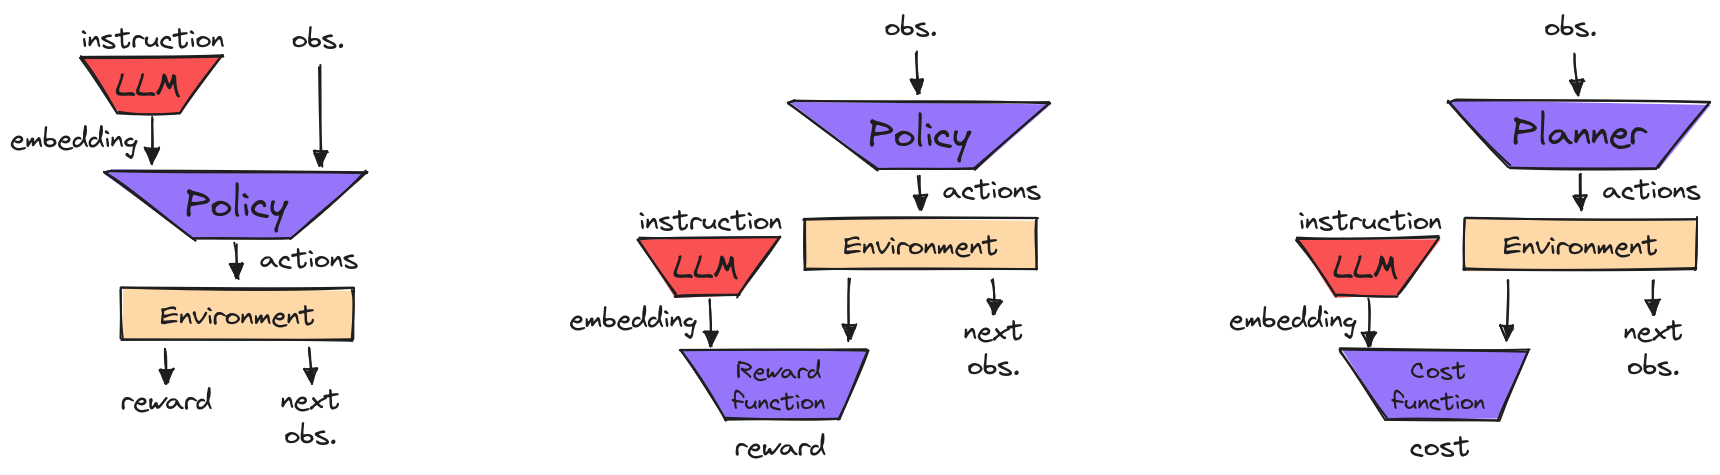 instruction
obs.
LLM
embedding
Policy
actions
Environment
reward
next
obs.
obs.
Policy
actions
instruction
Environment
LLM
embedding
next
obs.
Reward
function
reward
obs.
Planner
actions
instruction
Environment
LLM
embedding
next
obs.
Cost
function
cost